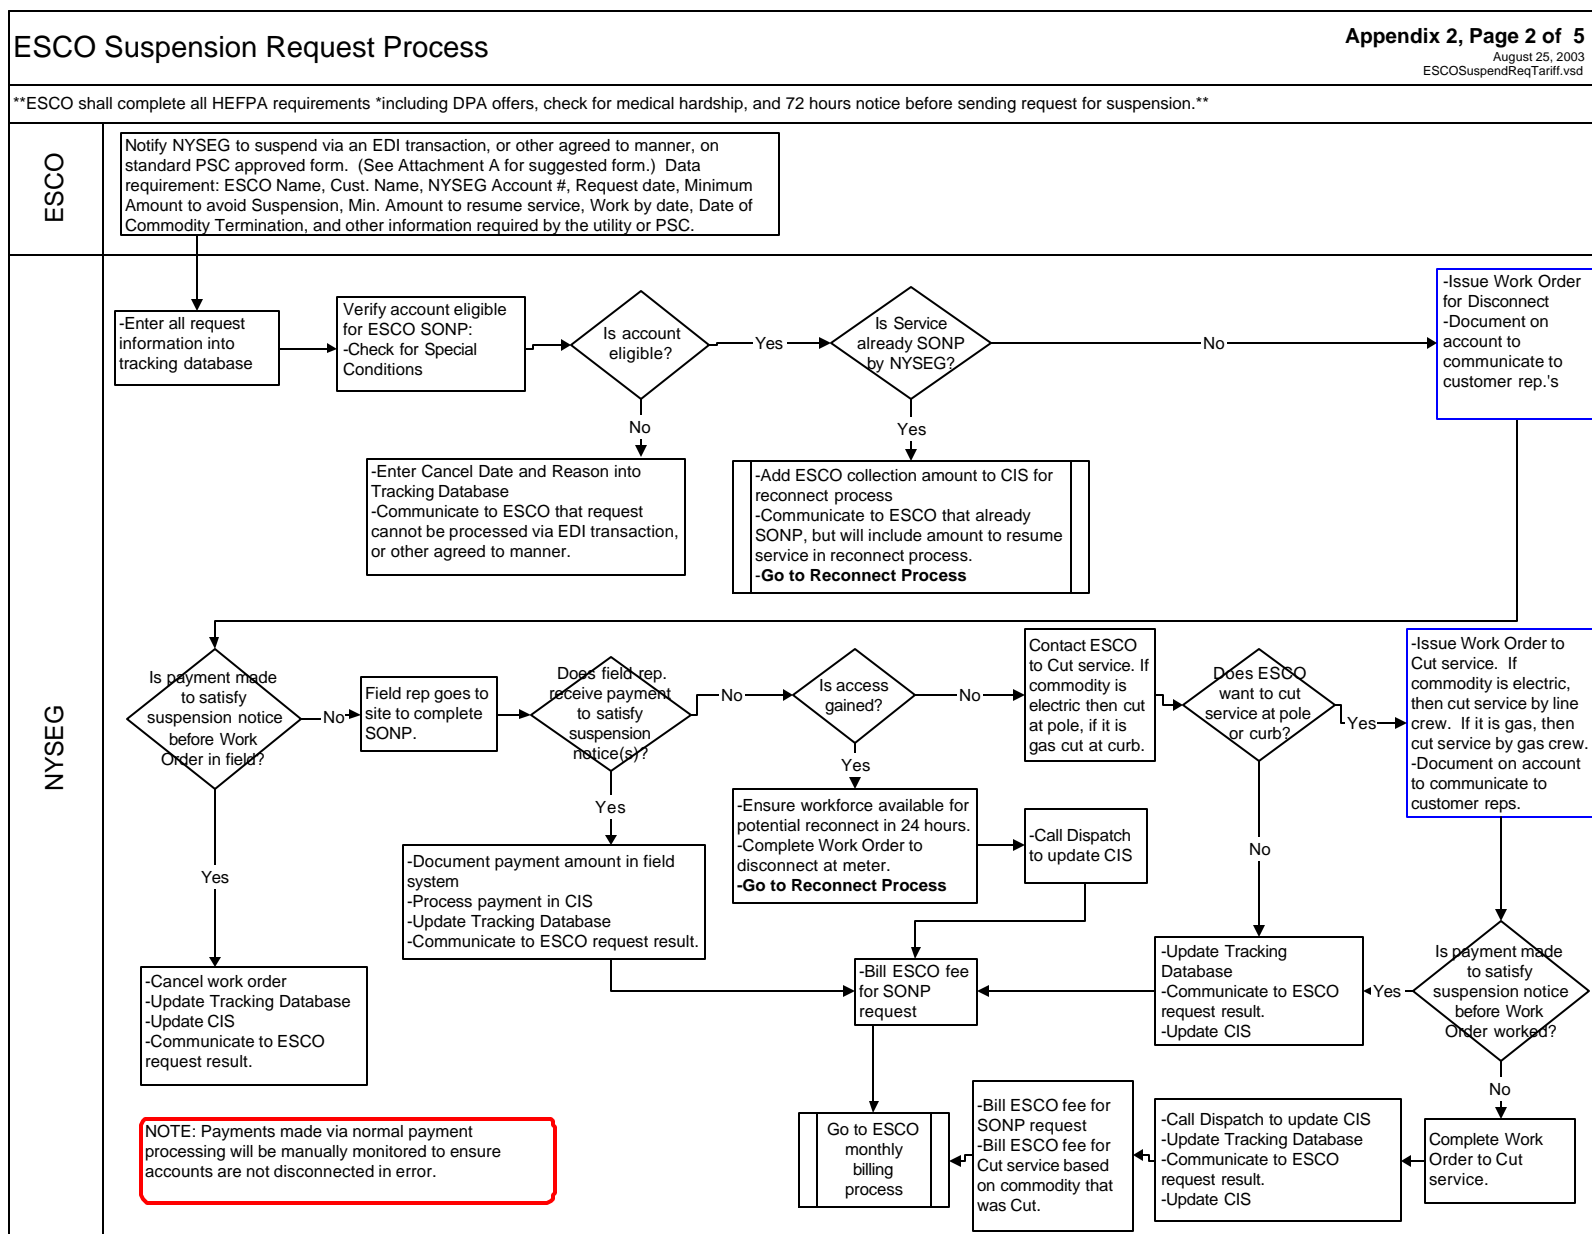 ESCO Suspension Request Process
Appendix 2, Page 2 of 5
August 25, 2003
ESCOSuspendReqTariff.vsd
**ESCO shall complete all HEFPA requirements *including DPA offers, check for medical hardship, and 72 hours notice before sending request for suspension.**
ESCO
Notify NYSEG to suspend via an EDI transaction, or other agreed to manner, on
standard PSC approved form. (See Attachment A for suggested form.) Data
requirement: ESCO Name, Cust. Name, NYSEG Account #, Request date, Minimum
Amount to avoid Suspension, Min. Amount to resume service, Work by date, Date of
Commodity Termination, and other information required by the utility or PSC.
NYSEG
-Enter all request
information into
tracking database
Verify account eligible
for ESCO SONP:
-Check for Special
Conditions
Is account
eligible?
Yes
Is Service
already SONP
by NYSEG?
No
-Issue Work Order
for Disconnect
-Document on
account to
communicate to
customer rep.'s
No
Yes
-Enter Cancel Date and Reason into
Tracking Database
-Communicate to ESCO that request
cannot be processed via EDI transaction,
or other agreed to manner.
-Add ESCO collection amount to CIS for
reconnect process
-Communicate to ESCO that already
SONP, but will include amount to resume
service in reconnect process.
-Go to Reconnect Process
Is payment made
to satisfy
suspension notice
before Work
Order in field?
No
Field rep goes to
site to complete
SONP.
Does field rep.
receive payment
to satisfy
suspension
notice(s)?
No
Is access
gained?
No
Contact ESCO
to Cut service. If
commodity is
electric then cut
at pole, if it is
gas cut at curb.
Does ESCO
want to cut
service at pole
or curb?
Yes
-Issue Work Order to
Cut service. If
commodity is electric,
then cut service by line
crew. If it is gas, then
cut service by gas crew.
-Document on account
to communicate to
customer reps.
Yes
Yes
Yes
No
-Document payment amount in field
system
-Process payment in CIS
-Update Tracking Database
-Communicate to ESCO request result.
-Ensure workforce available for
potential reconnect in 24 hours.
-Complete Work Order to
disconnect at meter.
-Go to Reconnect Process
-Call Dispatch
to update CIS
-Cancel work order
-Update Tracking Database
-Update CIS
-Communicate to ESCO
request result.
-Bill ESCO fee
for SONP
request
-Update Tracking
Database
-Communicate to ESCO
request result.
-Update CIS
Yes
Is payment made
to satisfy
suspension notice
before Work
Order worked?
No
NOTE: Payments made via normal payment
processing will be manually monitored to ensure
accounts are not disconnected in error.
Go to ESCO
monthly
billing
process
-Bill ESCO fee for
SONP request
-Bill ESCO fee for
Cut service based
on commodity that
was Cut.
-Call Dispatch to update CIS
-Update Tracking Database
-Communicate to ESCO
request result.
-Update CIS
Complete Work
Order to Cut
service.